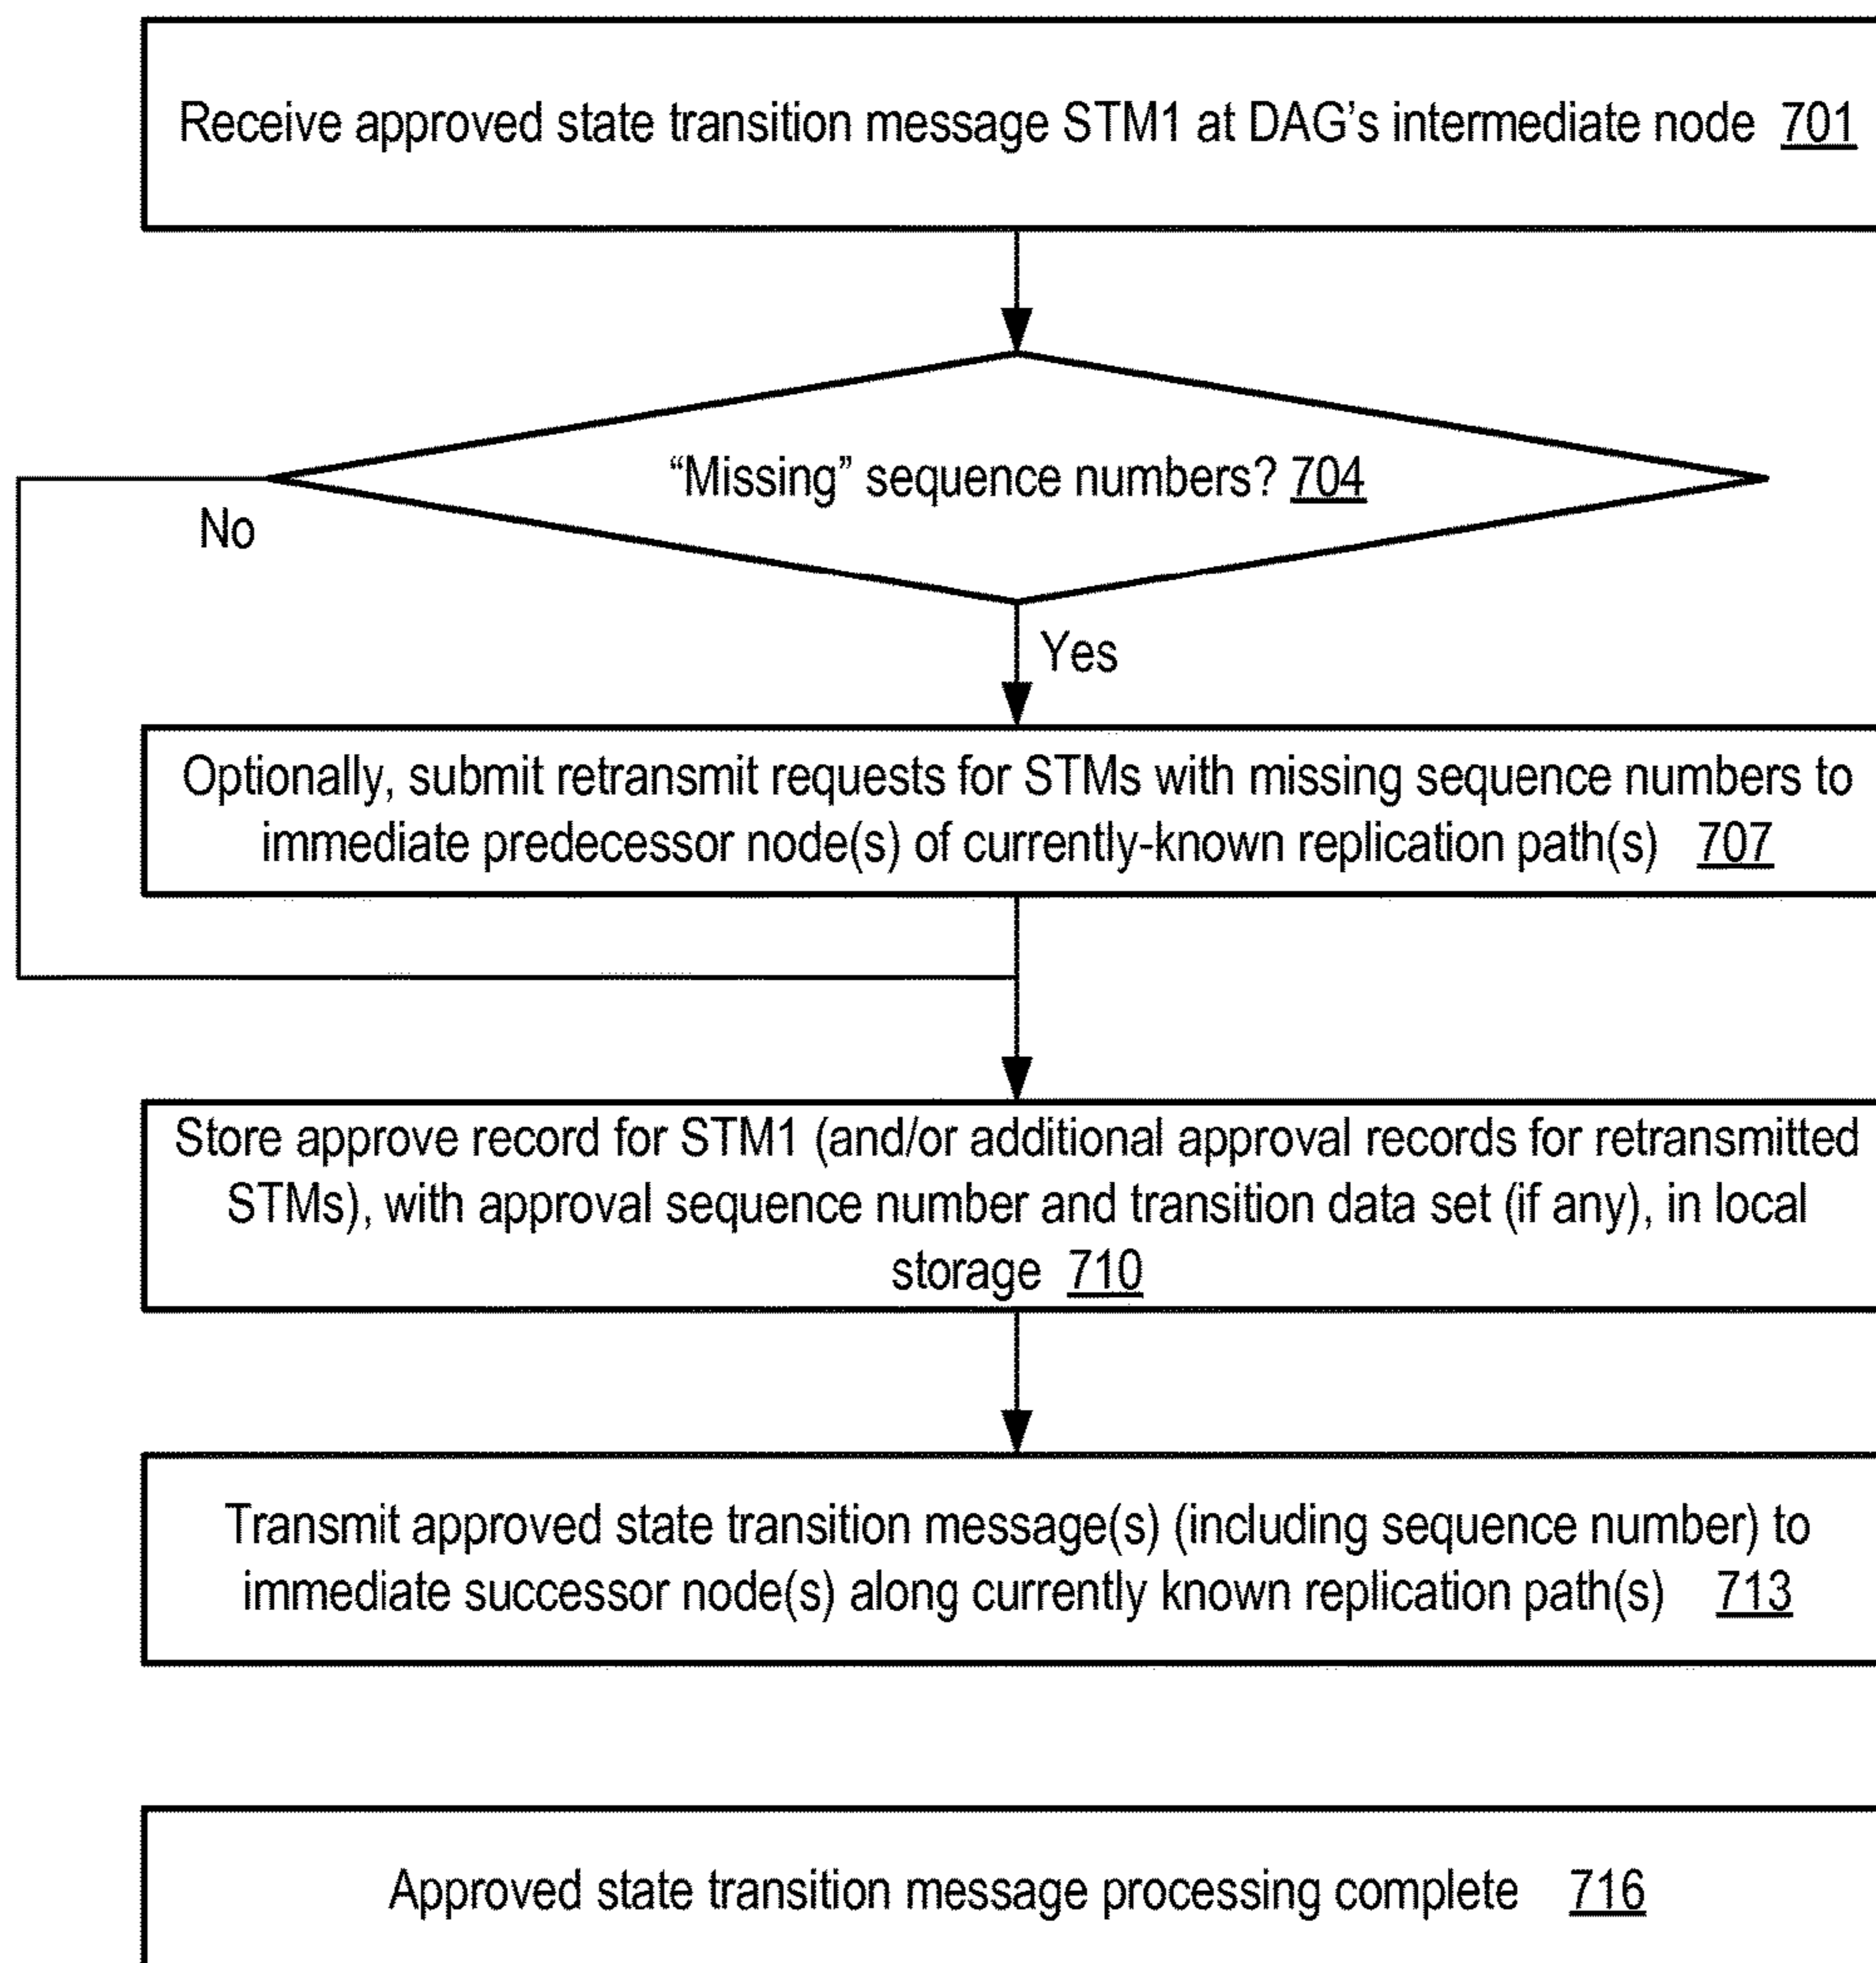 Receive approved state transition message STM1 at DAG's intermediate node 701
“Missing” sequence numbers? 704
No
Yes
Optionally, submit retransmit requests for STMs with missing sequence numbers to
immediate predecessor node(s) of currently-known replication path(s) 707
Store approve record for STM1 (and/or additional approval records for retransmitted
STMs), with approval sequence number and transition data set (if any), in local
storage 710
Transmit approved state transition message(s) (including sequence number) to
immediate successor node(s) along currently known replication path(s) 713
Approved state transition message processing complete 716